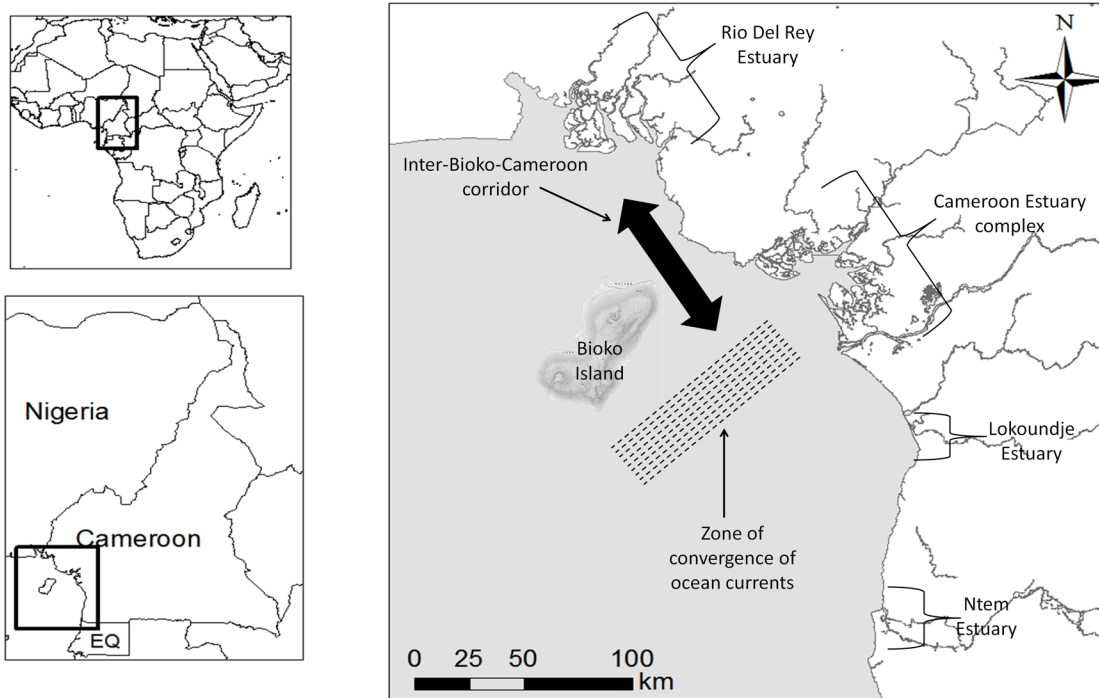 Nigeria
Cameroon
EQ
N
Rio Del Rey
Estuary
Inter-Bioko-Cameroon
corridor
Cameroon Estuary
complex
Bioko
Island
Lokoundje
Estuary
Zone of
convergence of
ocean currents
Ntem
Estuary
0 25 50 100
km